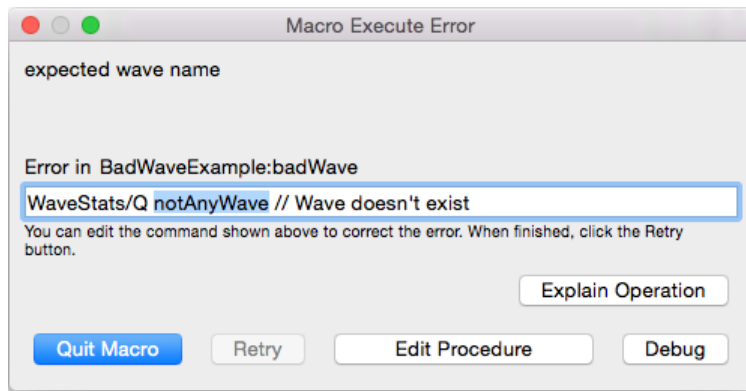 Macro Execute Error
expected wave name
Error in BadWaveExample:badWave
WaveStats/Q notAnyWave // Wave doesn't exist
You can edit the command shown above to correct the error. When finished, click the Retry
button.
Explain Operation
Quit Macro Retry Edit Procedure Debug